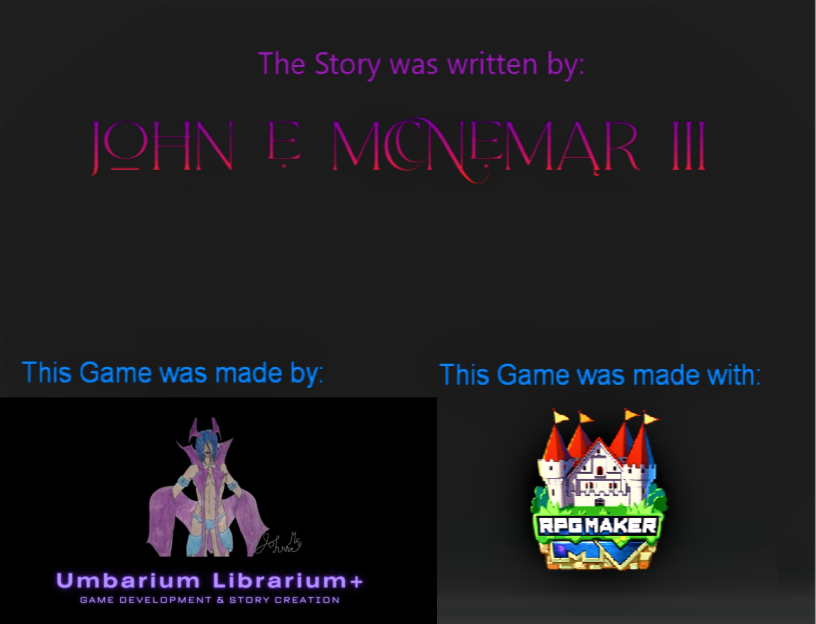 The Story was written by:
JOHN E MCNEMAR III
This Game was made by:
This Game was made with:
RPG MAKER
MV
Umbarium Librarium+
GAME DEVELOPMENT & STORY CREATION